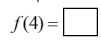 f(4) =